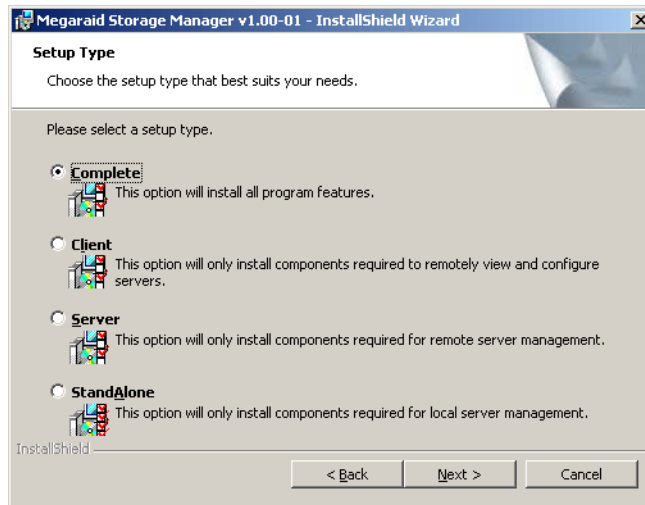 Megaraid Storage Manager v1.00-01 - InstallShield Wizard
Setup Type
Choose the setup type that best suits your needs.
Please select a setup type.
Complete
This option will install all program features.
Client
This option will only install components required to remotely view and configure
servers.
Server
This option will only install components required for remote server management.
StandAlone
This option will only install components required for local server management.
InstallShield
< Back
Next >
Cancel